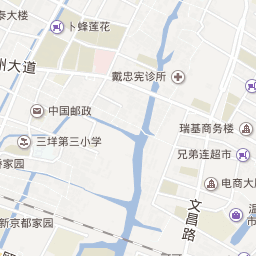 泰大楼
卜蜂莲花
州大道
戴忠宪诊所
中国邮政
瑞基商务楼
三垟第三小学
兄弟连超市
家园
电商大
文昌路
新京都家园
温
市